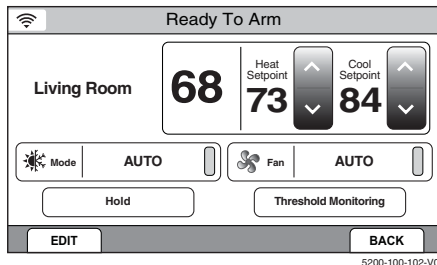 Ready To Arm
Living Room
68
Heat
Setpoint
73
Cool
Setpoint
84
Mode
AUTO
Fan
AUTO
Hold
Threshold Monitoring
EDIT
BACK
5200-100-102-V0